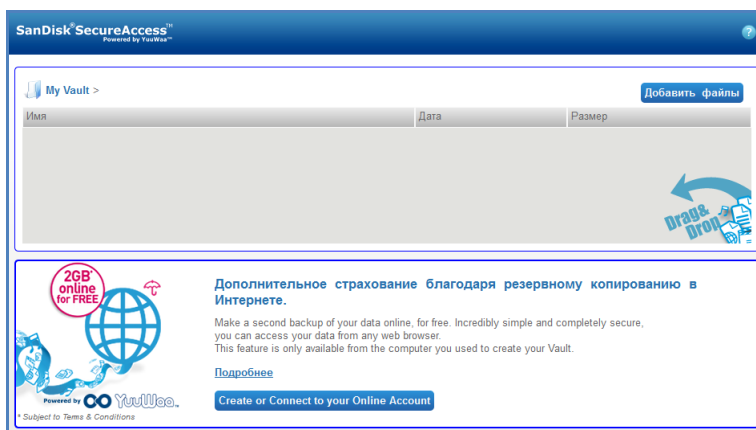 SanDisk®SecureAccess™
Powered by YuuWaa™
?
My Vault >
Добавить файлы
Имя Дата Размер
Drag&
Drop
2GB*
online
for FREE
Дополнительное страхование благодаря резервному копированию в
Интернете.
Make a second backup of your data online, for free. Incredibly simple and completely secure,
you can access your data from any web browser.
This feature is only available from the computer you used to create your Vault.
Подробнее
Powered by YuuWaa™
Create or Connect to your Online Account
* Subject to Terms & Conditions